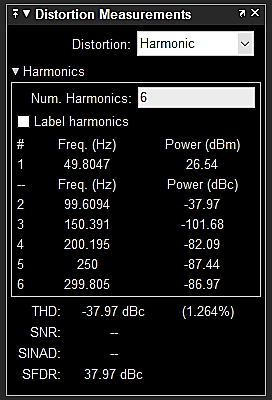 Distortion Measurements
Distortion: Harmonic
Harmonics
Num. Harmonics: 6
Label harmonics
# Freq. (Hz) Power (dBm)
1 49.8047 26.54
-- Freq. (Hz) Power (dBc)
2 99.6094 -37.97
3 150.391 -101.68
4 200.195 -82.09
5 250 -87.44
6 299.805 -86.97
THD: -37.97 dBc (1.264%)
SNR: --
SINAD: --
SFDR: 37.97 dBc